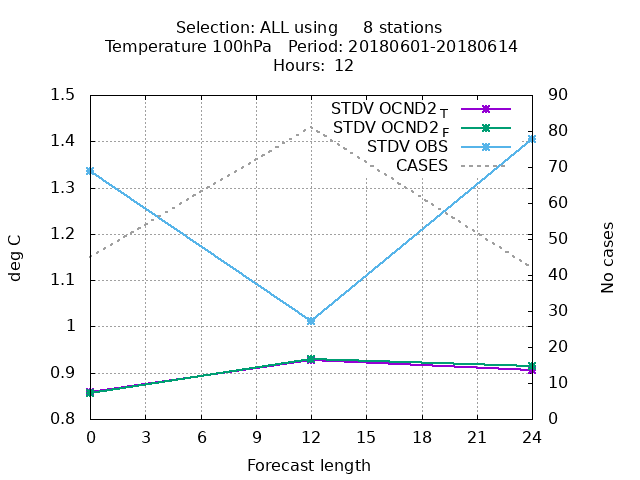 Selection: ALL using     8 stations
Temperature 100hPa   Period: 20180601-20180614
Hours: 12
STDV OCND2_T
STDV OCND2_F
STDV OBS
CASES
deg C
1.5
1.4
1.3
1.2
1.1
1
0.9
0.8
90
80
70
60
50
40
30
20
10
0
No cases
0 3 6 9 12 15 18 21 24
Forecast length